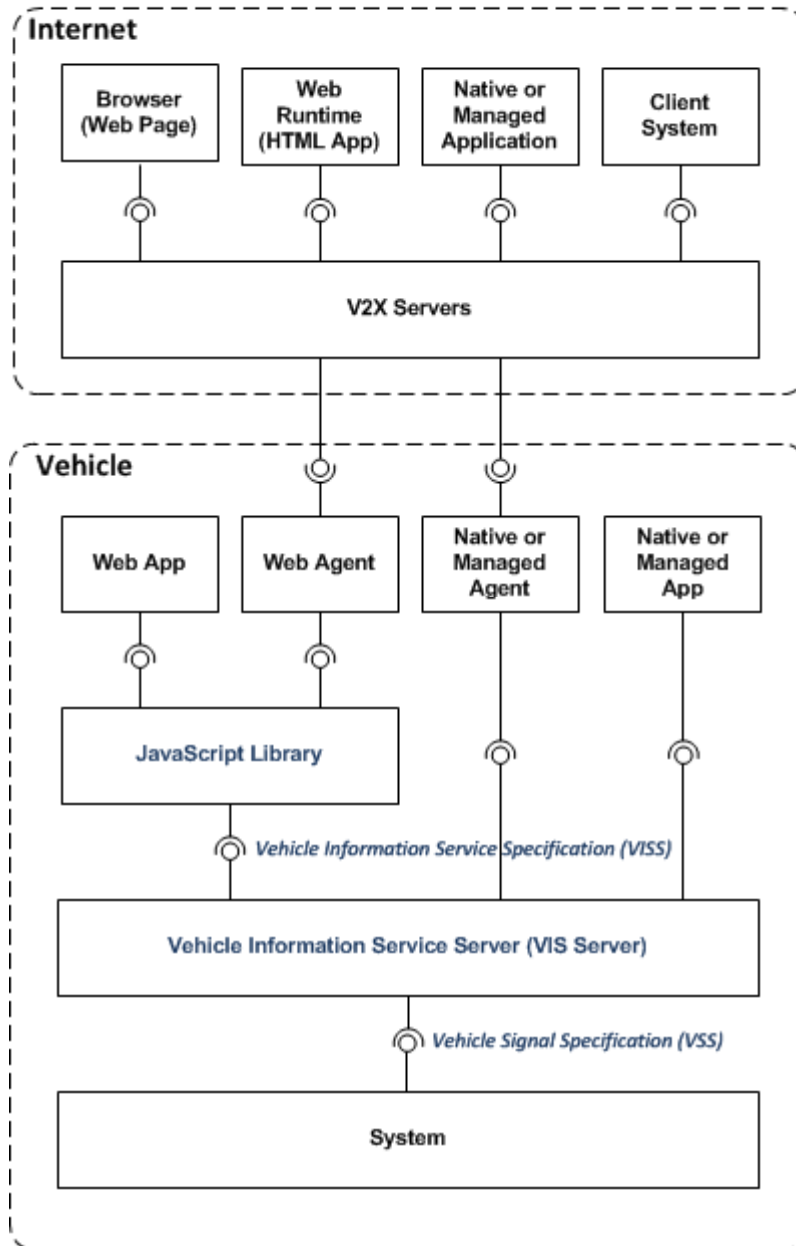 Internet
Browser
(Web Page)
Web
Runtime
(HTML App)
Native or
Managed
Application
Client
System
V2X Servers
Vehicle
Web App
Web Agent
Native or
Managed
Agent
Native or
Managed
App
JavaScript Library
Vehicle Information Service Specification (VISS)
Vehicle Information Service Server (VIS Server)
Vehicle Signal Specification (VSS)
System